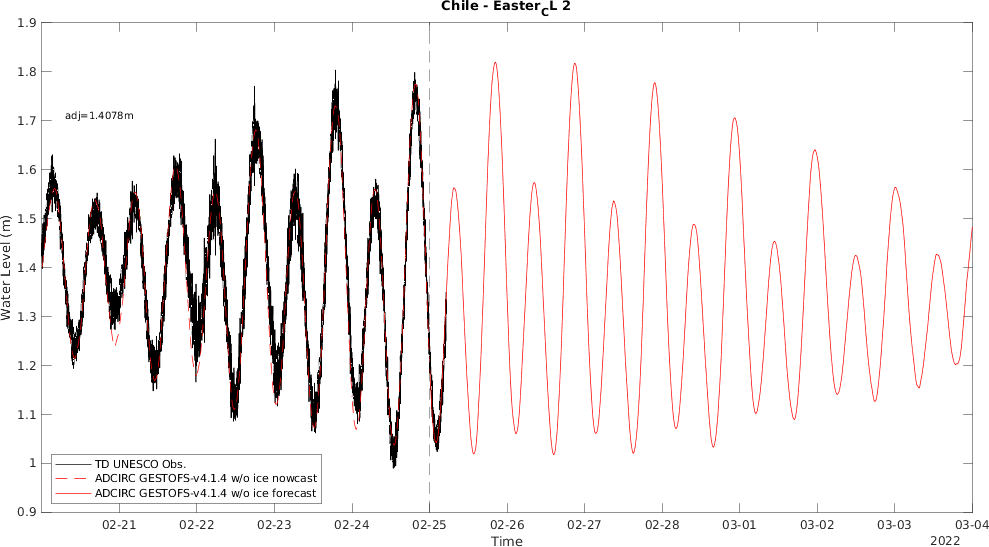 Chile - Easter_CL 2
1.9
1.8
1.7
1.6
1.5
1.4
1.3
1.2
1.1
1
0.9
Water Level (m)
adj=1.4078m
TD UNESCO Obs.
ADCIRC GESTOFS-v4.1.4 w/o ice nowcast
ADCIRC GESTOFS-v4.1.4 w/o ice forecast
02-21 02-22 02-23 02-24 02-25 02-26 02-27 02-28 03-01 03-02 03-03 03-04
Time
2022